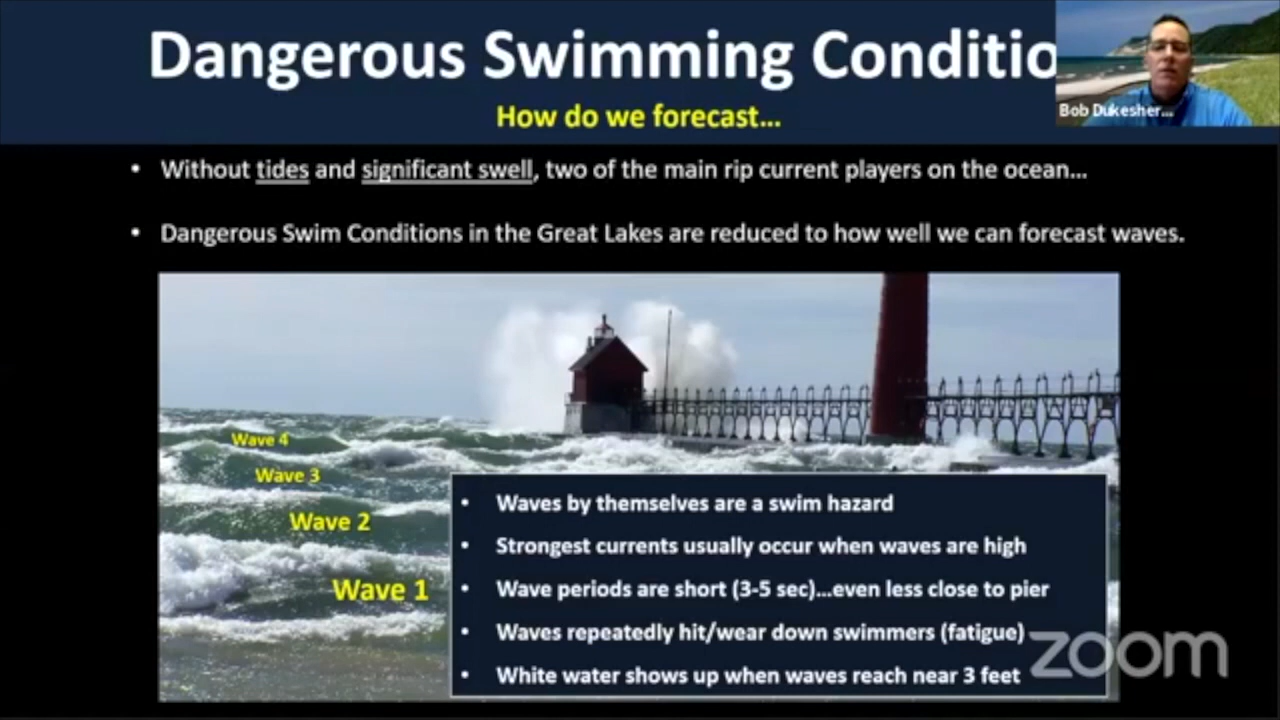 Dangerous Swimming Conditio
How do we forecast...
Bob Dukesher...
• Without tides and significant swell, two of the main rip current players on the ocean...
• Dangerous Swim Conditions in the Great Lakes are reduced to how well we can forecast waves.
Wave 4
Wave 3
Wave 2
Wave 1
• Waves by themselves are a swim hazard
• Strongest currents usually occur when waves are high
• Wave periods are short (3-5 sec)...even less close to pier
• Waves repeatedly hit/wear down swimmers (fatigue)
• White water shows up when waves reach near 3 feet
zoom